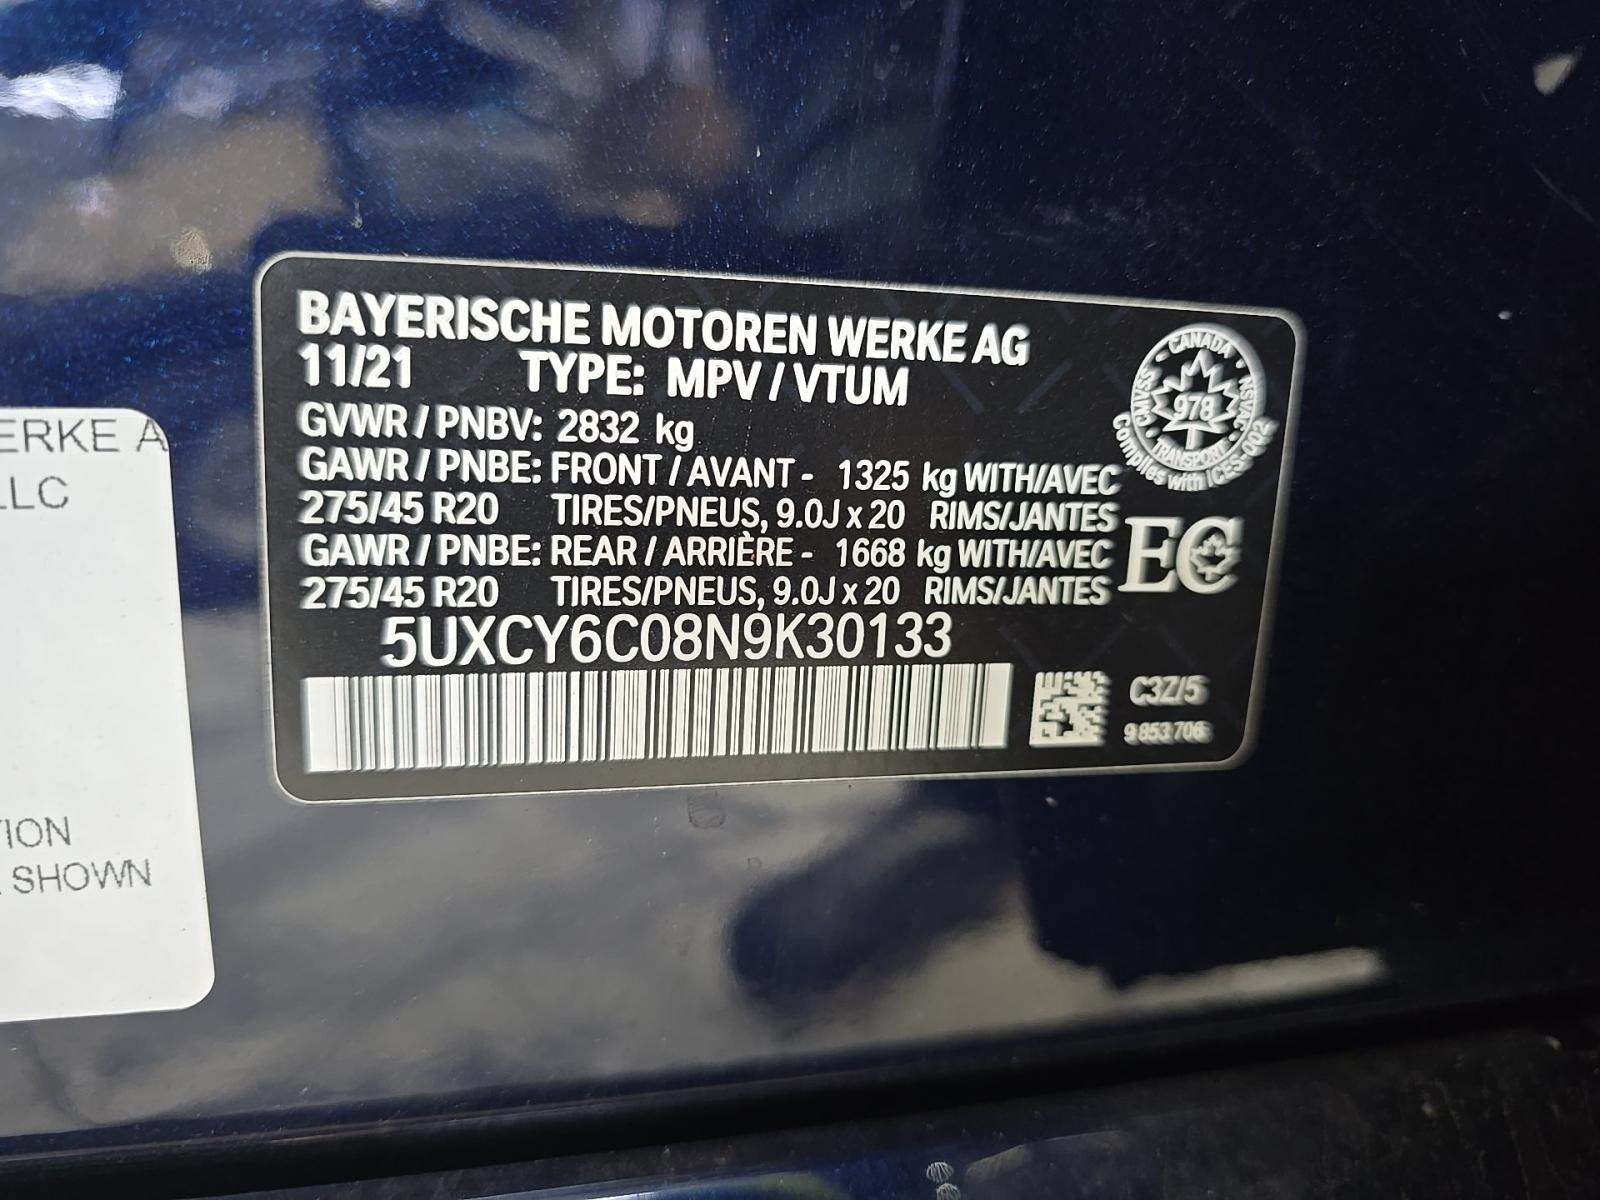 BAYERISCHE MOTOREN WERKE AG
11/21 TYPE: MPV / VTUM
GVWR / PNBV: 2832 kg
GAWR / PNBE: FRONT / AVANT - 1325 kg WITH/AVEC
275/45 R20 TIRES/PNEUS, 9.0J x 20 RIMS/JANTES
GAWR / PNBE: REAR / ARRIÈRE - 1668 kg WITH/AVEC
275/45 R20 TIRES/PNEUS, 9.0J x 20 RIMS/JANTES
5UXCY6C08N9K30133
C3Z/5
9 853 706
CANADA
978
TRANSPORT
Complies with ICES-002
EC
ERKE A
LLC
TION
SHOWN